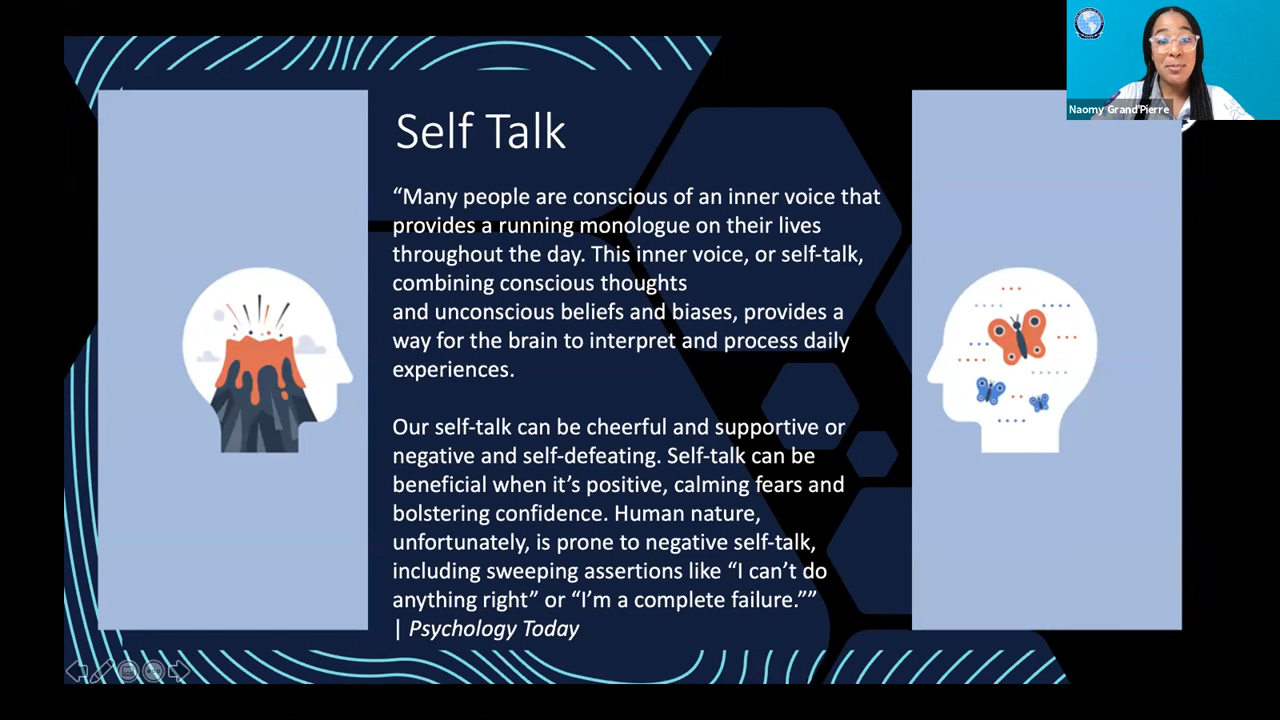 Self Talk
“Many people are conscious of an inner voice that
provides a running monologue on their lives
throughout the day. This inner voice, or self-talk,
combining conscious thoughts
and unconscious beliefs and biases, provides a
way for the brain to interpret and process daily
experiences.
Our self-talk can be cheerful and supportive or
negative and self-defeating. Self-talk can be
beneficial when it’s positive, calming fears and
bolstering confidence. Human nature,
unfortunately, is prone to negative self-talk,
including sweeping assertions like “I can’t do
anything right” or “I’m a complete failure.””
| Psychology Today
Naomy Grand'Pierre